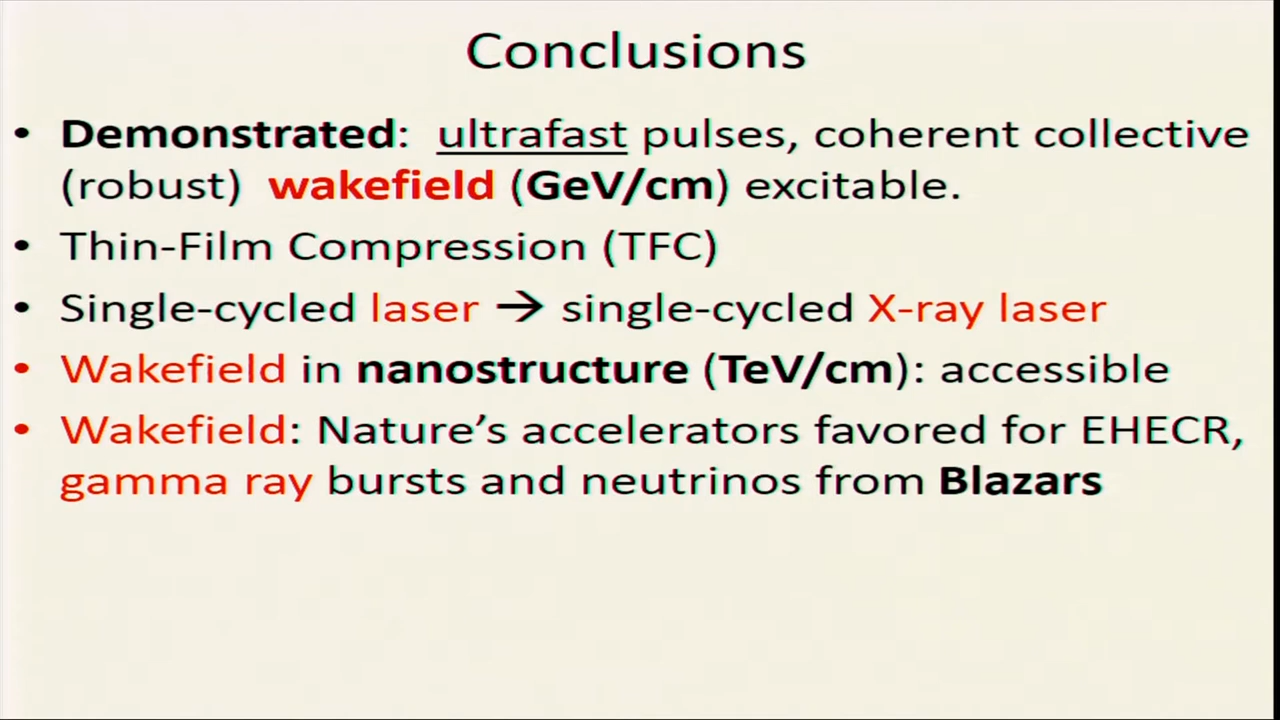 Conclusions
• Demonstrated: ultrafast pulses, coherent collective
(robust) wakefield (GeV/cm) excitable.
• Thin-Film Compression (TFC)
• Single-cycled laser → single-cycled X-ray laser
• Wakefield in nanostructure (TeV/cm): accessible
• Wakefield: Nature's accelerators favored for EHECR,
gamma ray bursts and neutrinos from Blazars